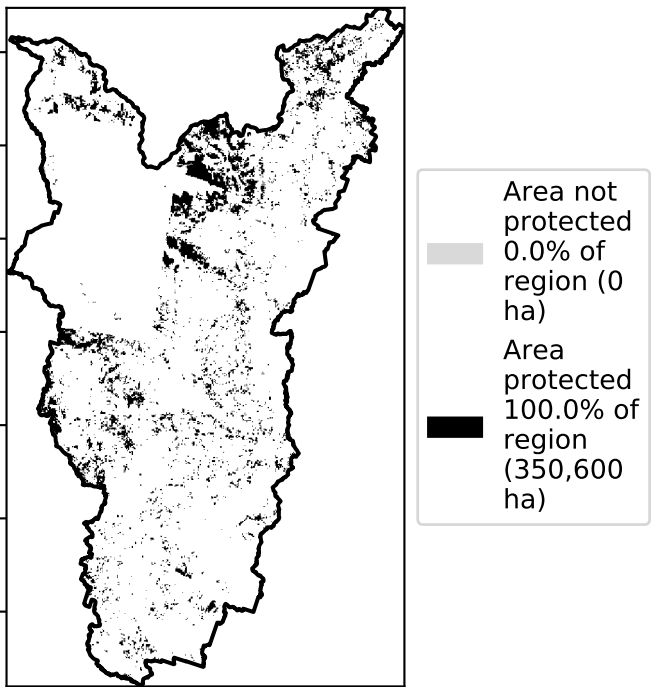 Area not
protected
0.0% of
region (0
ha)
Area
protected
100.0% of
region
(350,600
ha)